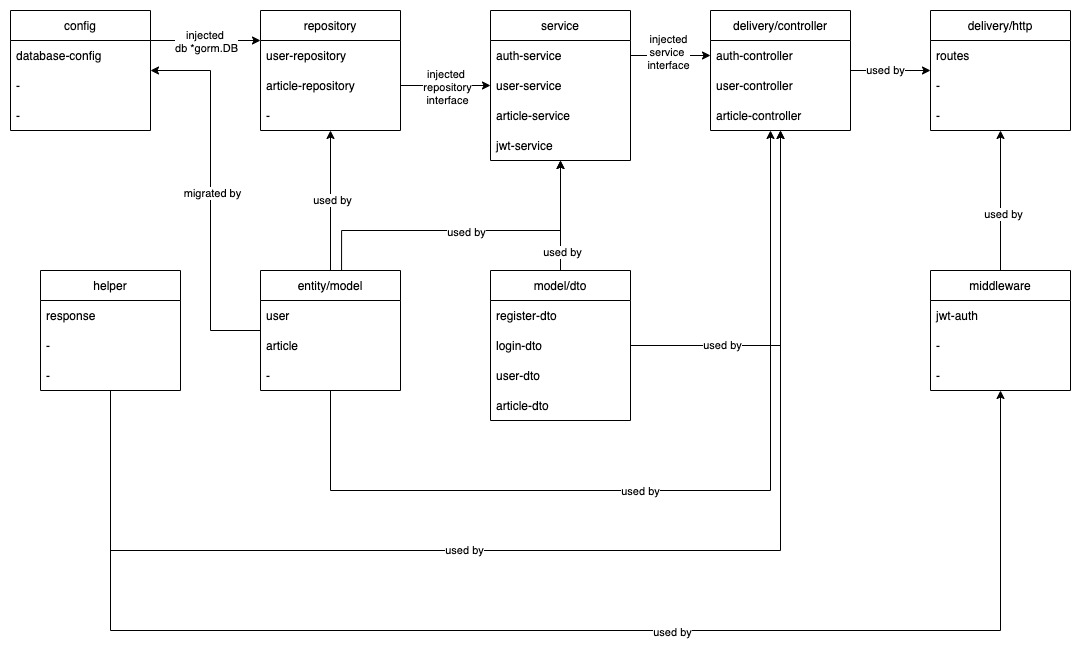 config
database-config
-
-
injected
db *gorm.DB
repository
user-repository
article-repository
-
injected
repository
interface
service
auth-service
user-service
article-service
jwt-service
injected
service
interface
delivery/controller
auth-controller
user-controller
article-controller
used by
delivery/http
routes
-
-
migrated by
used by
used by
used by
used by
helper
response
-
-
entity/model
user
article
-
model/dto
register-dto
login-dto
user-dto
article-dto
used by
middleware
jwt-auth
-
-
used by
used by
used by